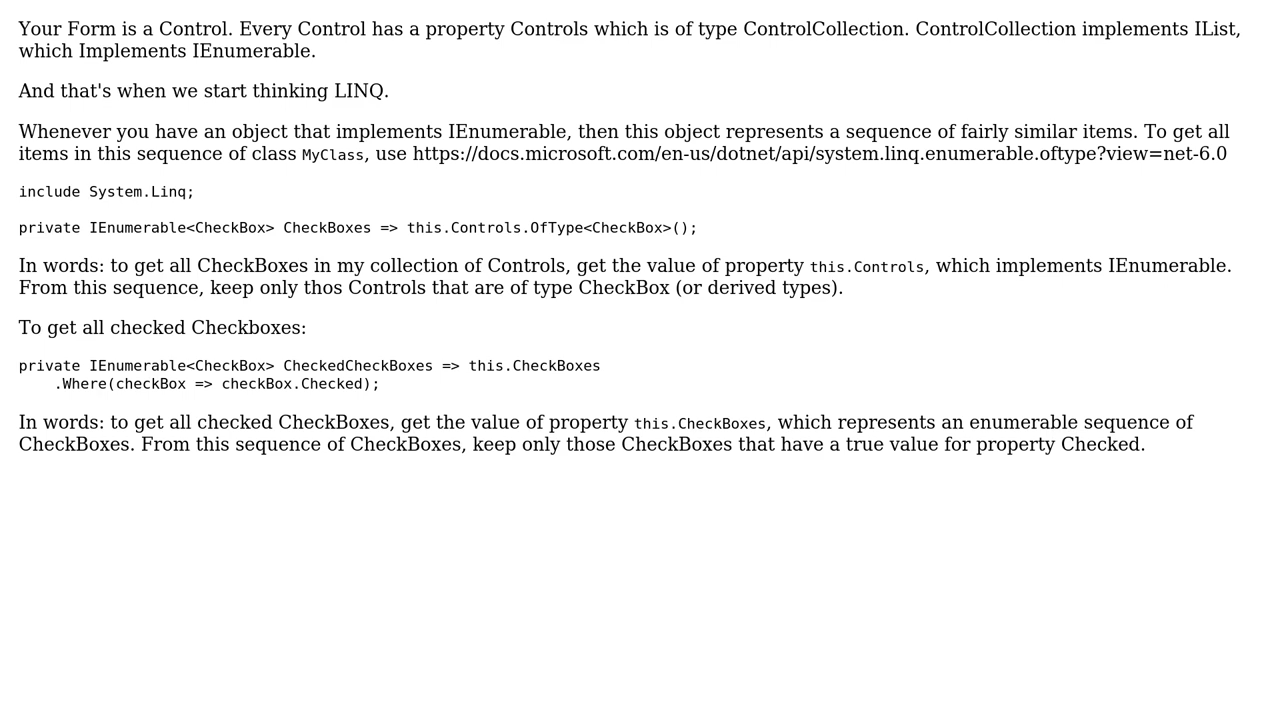 Your Form is a Control. Every Control has a property Controls which is of type ControlCollection. ControlCollection implements IList,
which Implements IEnumerable.
And that's when we start thinking LINQ.
Whenever you have an object that implements IEnumerable, then this object represents a sequence of fairly similar items. To get all
items in this sequence of class MyClass, use https://docs.microsoft.com/en-us/dotnet/api/system.linq.enumerable.oftype?view=net-6.0
include System.Linq;
private IEnumerable<CheckBox> CheckBoxes => this.Controls.OfType<CheckBox>();
In words: to get all CheckBoxes in my collection of Controls, get the value of property this.Controls, which implements IEnumerable.
From this sequence, keep only thos Controls that are of type CheckBox (or derived types).
To get all checked Checkboxes:
private IEnumerable<CheckBox> CheckedCheckBoxes => this.CheckBoxes
    .Where(checkBox => checkBox.Checked);
In words: to get all checked CheckBoxes, get the value of property this.CheckBoxes, which represents an enumerable sequence of
CheckBoxes. From this sequence of CheckBoxes, keep only those CheckBoxes that have a true value for property Checked.